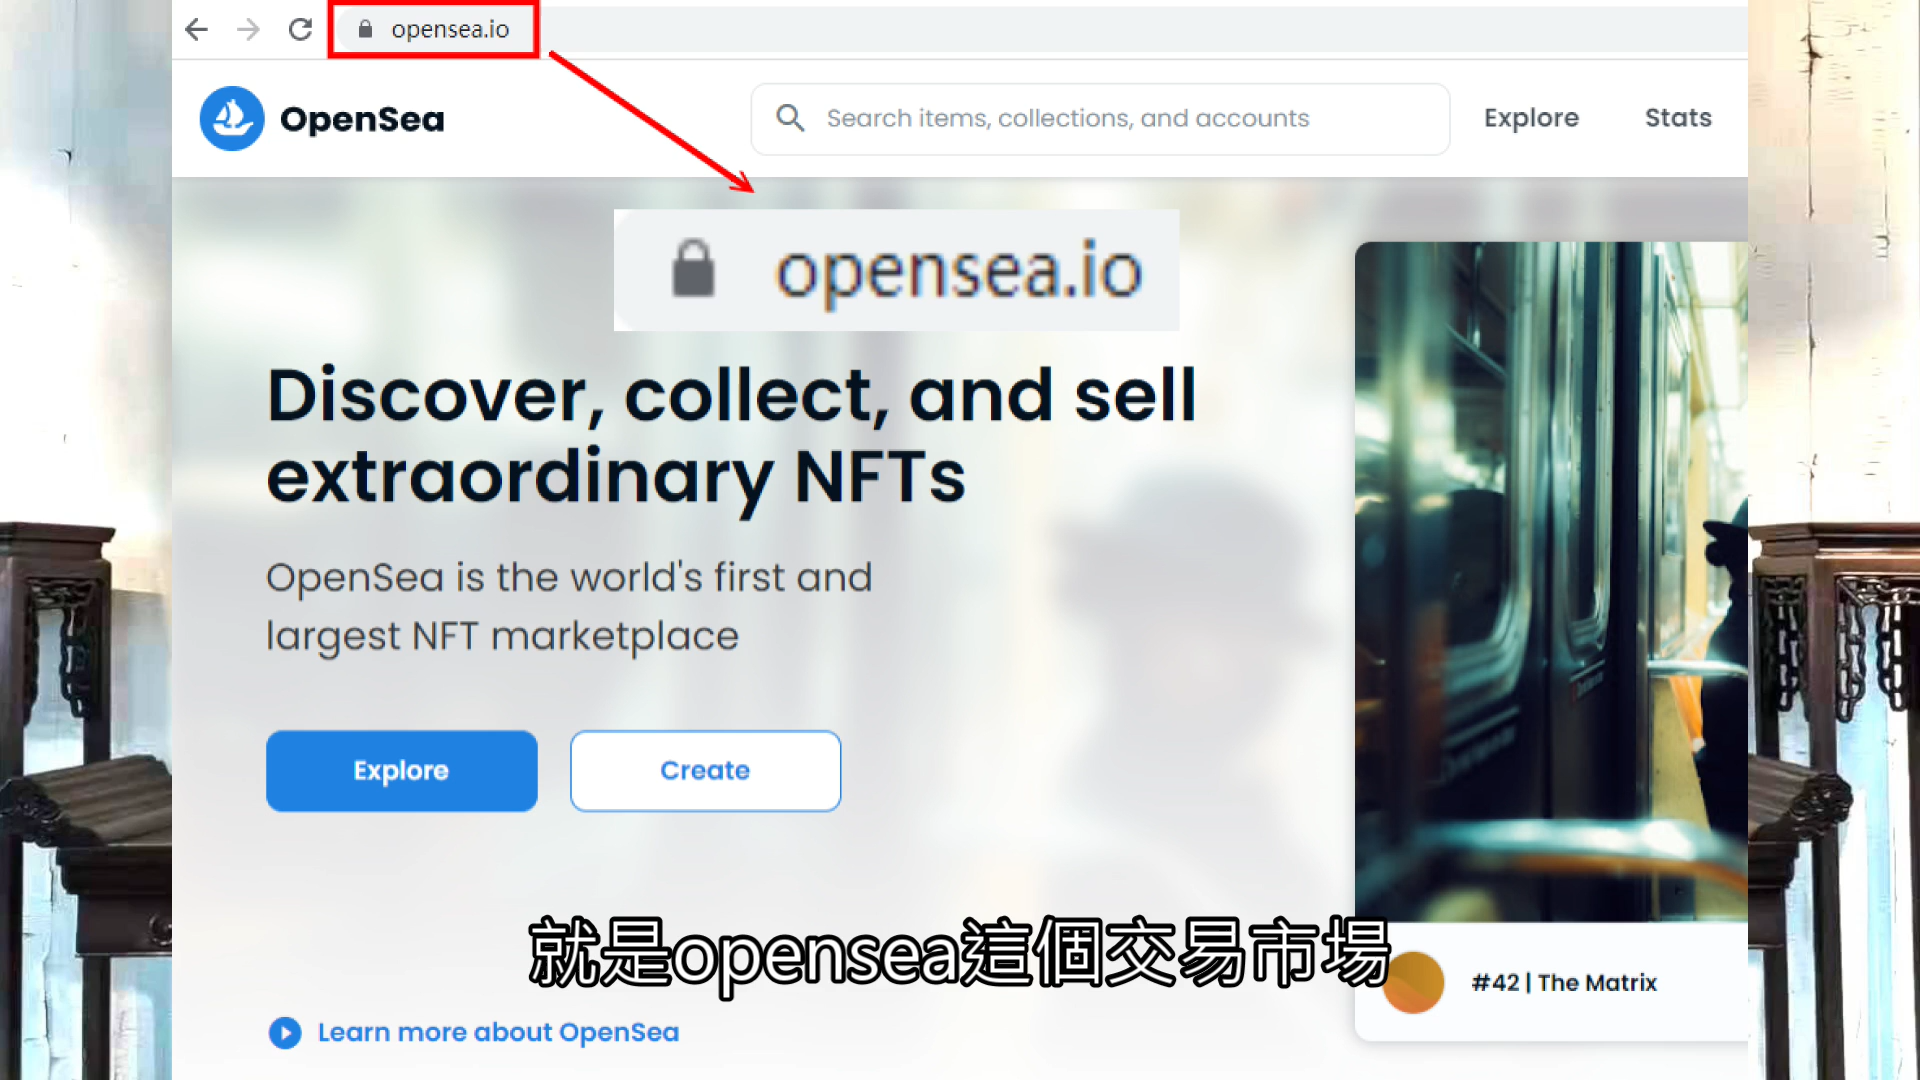 opensea.io
OpenSea
Search items, collections, and accounts
Explore
Stats
opensea.io
Discover, collect, and sell
extraordinary NFTs
OpenSea is the world's first and
largest NFT marketplace
Explore
Create
就是opensea這個交易市場
#42 | The Matrix
Learn more about OpenSea